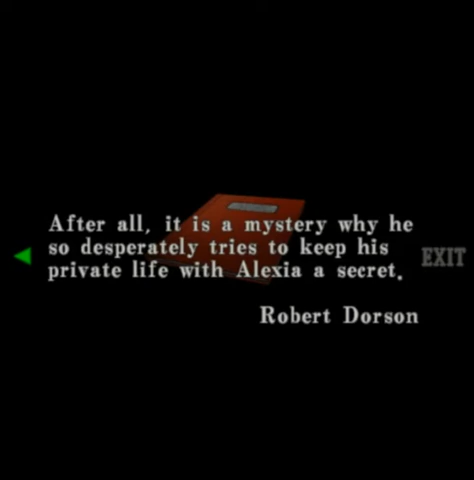 After all, it is a mystery why he
so desperately tries to keep his
private life with Alexia a secret.
EXIT
Robert Dorson